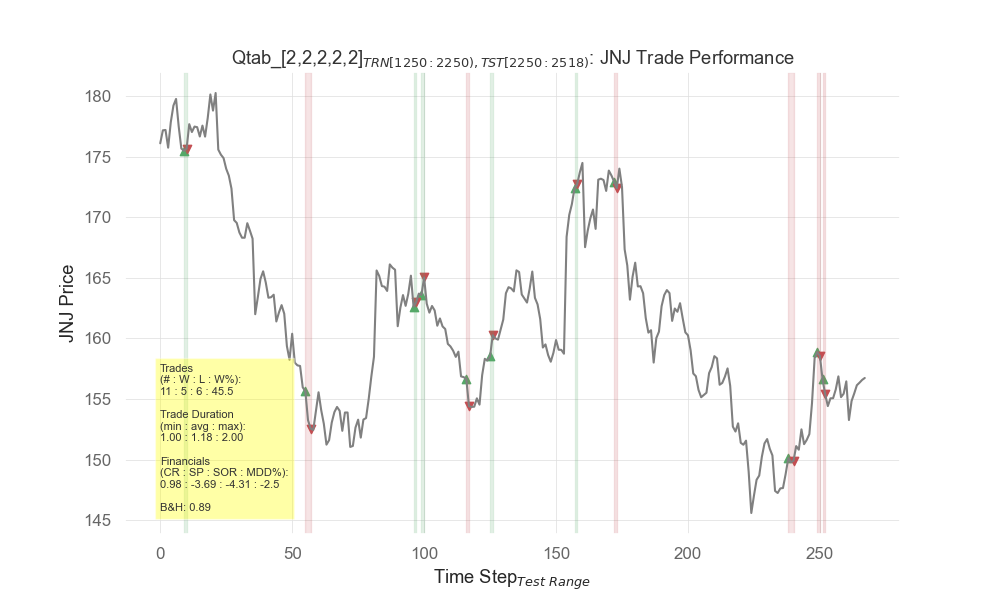 Qtab_[2,2,2,2,2]TRN[1250:2250),TST[2250:2518): JNJ Trade Performance
180
175
170
165
160
155
150
145
JNJ Price
Trades
(# : W : L : W%):
11 : 5 : 6 : 45.5
Trade Duration
(min : avg : max):
1.00 : 1.18 : 2.00
Financials
(CR : SP : SOR : MDD%):
0.98 : -3.69 : -4.31 : -2.5
B&H: 0.89
0 50 100 150 200 250
Time StepTest Range